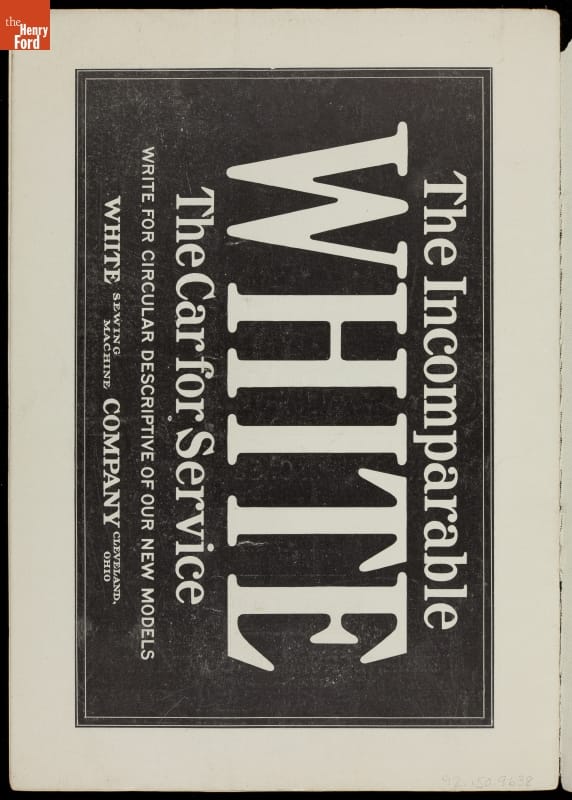 the
Henry
Ford
The Incomparable
WHITE
The Car for Service
WRITE FOR CIRCULAR DESCRIPTIVE OF OUR NEW MODELS
WHITE SEWING MACHINE COMPANY CLEVELAND, OHIO
92.150.9638